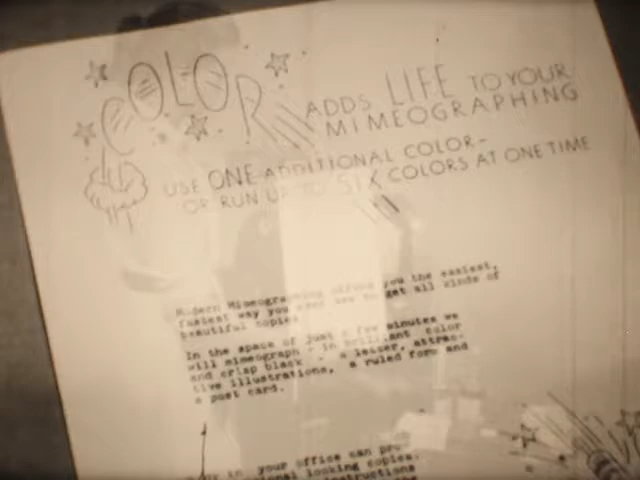 COLOR ADDS LIFE TO YOUR
MIMEOGRAPHING
USE ONE ADDITIONAL COLOR-
OR RUN UP TO SIX COLORS AT ONE TIME
Modern Mimeographing offers you the easiest,
fastest way you ever saw to get all kinds of
beautiful copies
In the space of just a few minutes we
will mimeograph - in brilliant color
and crisp black - a letter, attrac-
tive illustrations, a ruled form and
a post card.
in your office can pro-
looking copies.
instructions